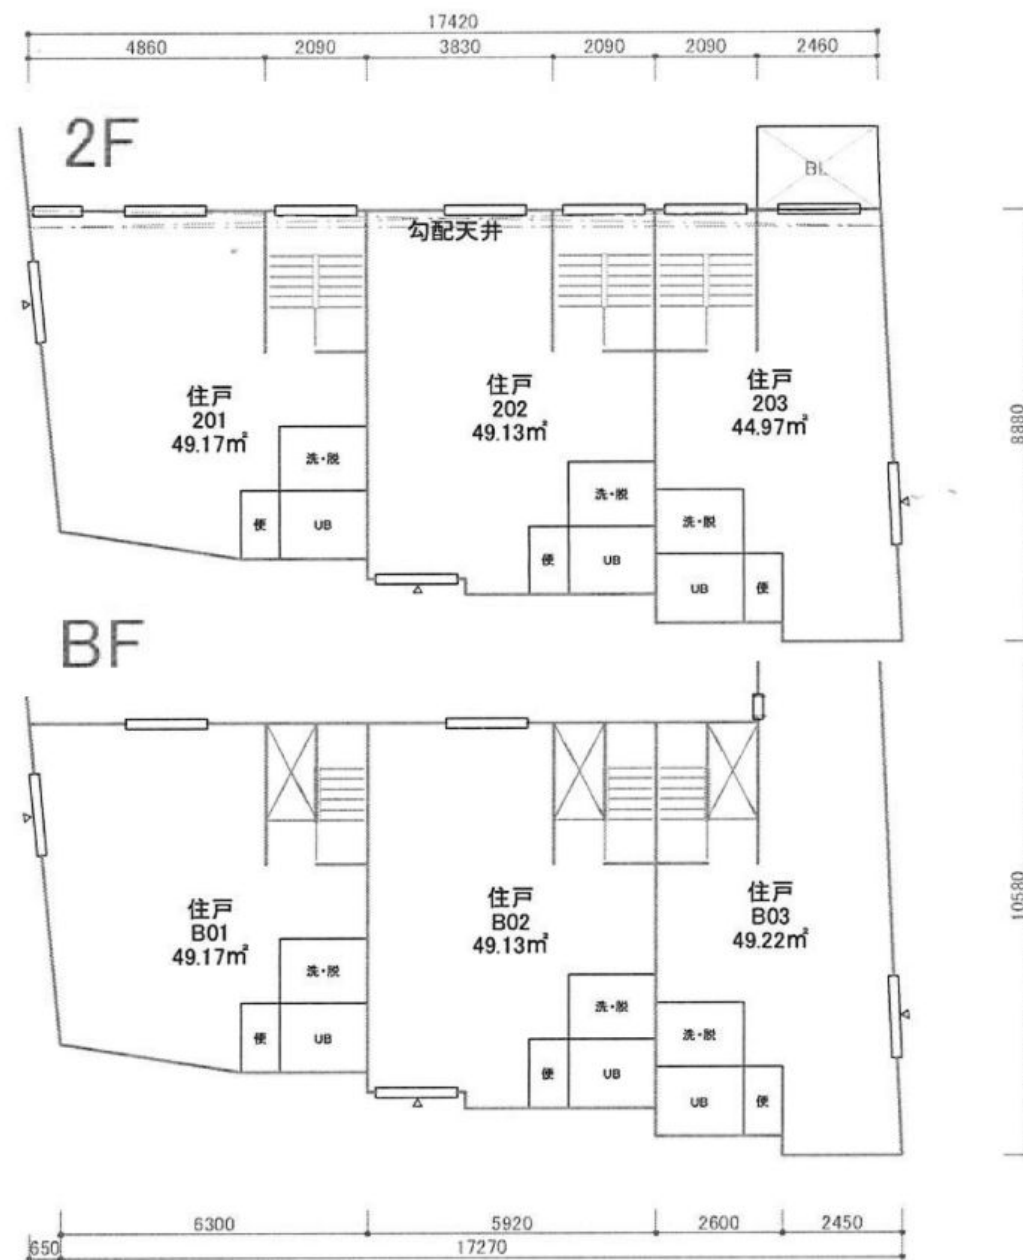 17420
4860 2090 3830 2090 2090 2460
2F
BL
勾配天井
住戸
201
49.17㎡
住戸
202
49.13㎡
住戸
203
44.97㎡
8880
洗・脱
便
UB
洗・脱
便
UB
洗・脱
UB
便
BF
住戸
B01
49.17㎡
住戸
B02
49.13㎡
住戸
B03
49.22㎡
10580
洗・脱
便
UB
洗・脱
便
UB
洗・脱
UB
便
6300 5920 2600 2450
650 17270